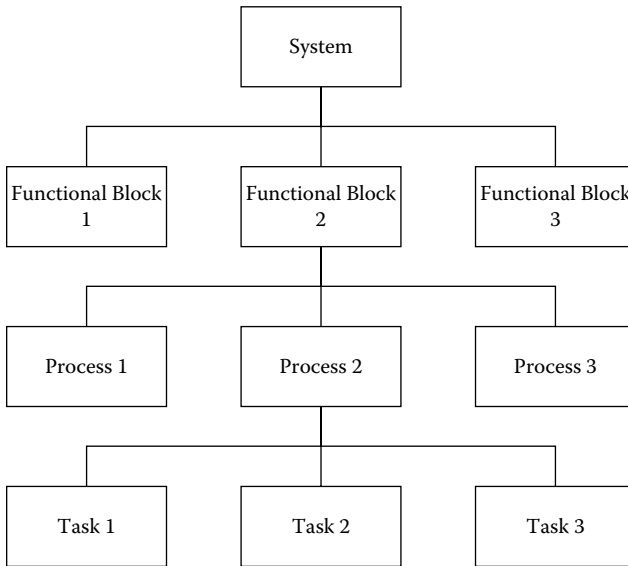 System
Functional Block
1
Functional Block
2
Functional Block
3
Process 1
Process 2
Process 3
Task 1
Task 2
Task 3